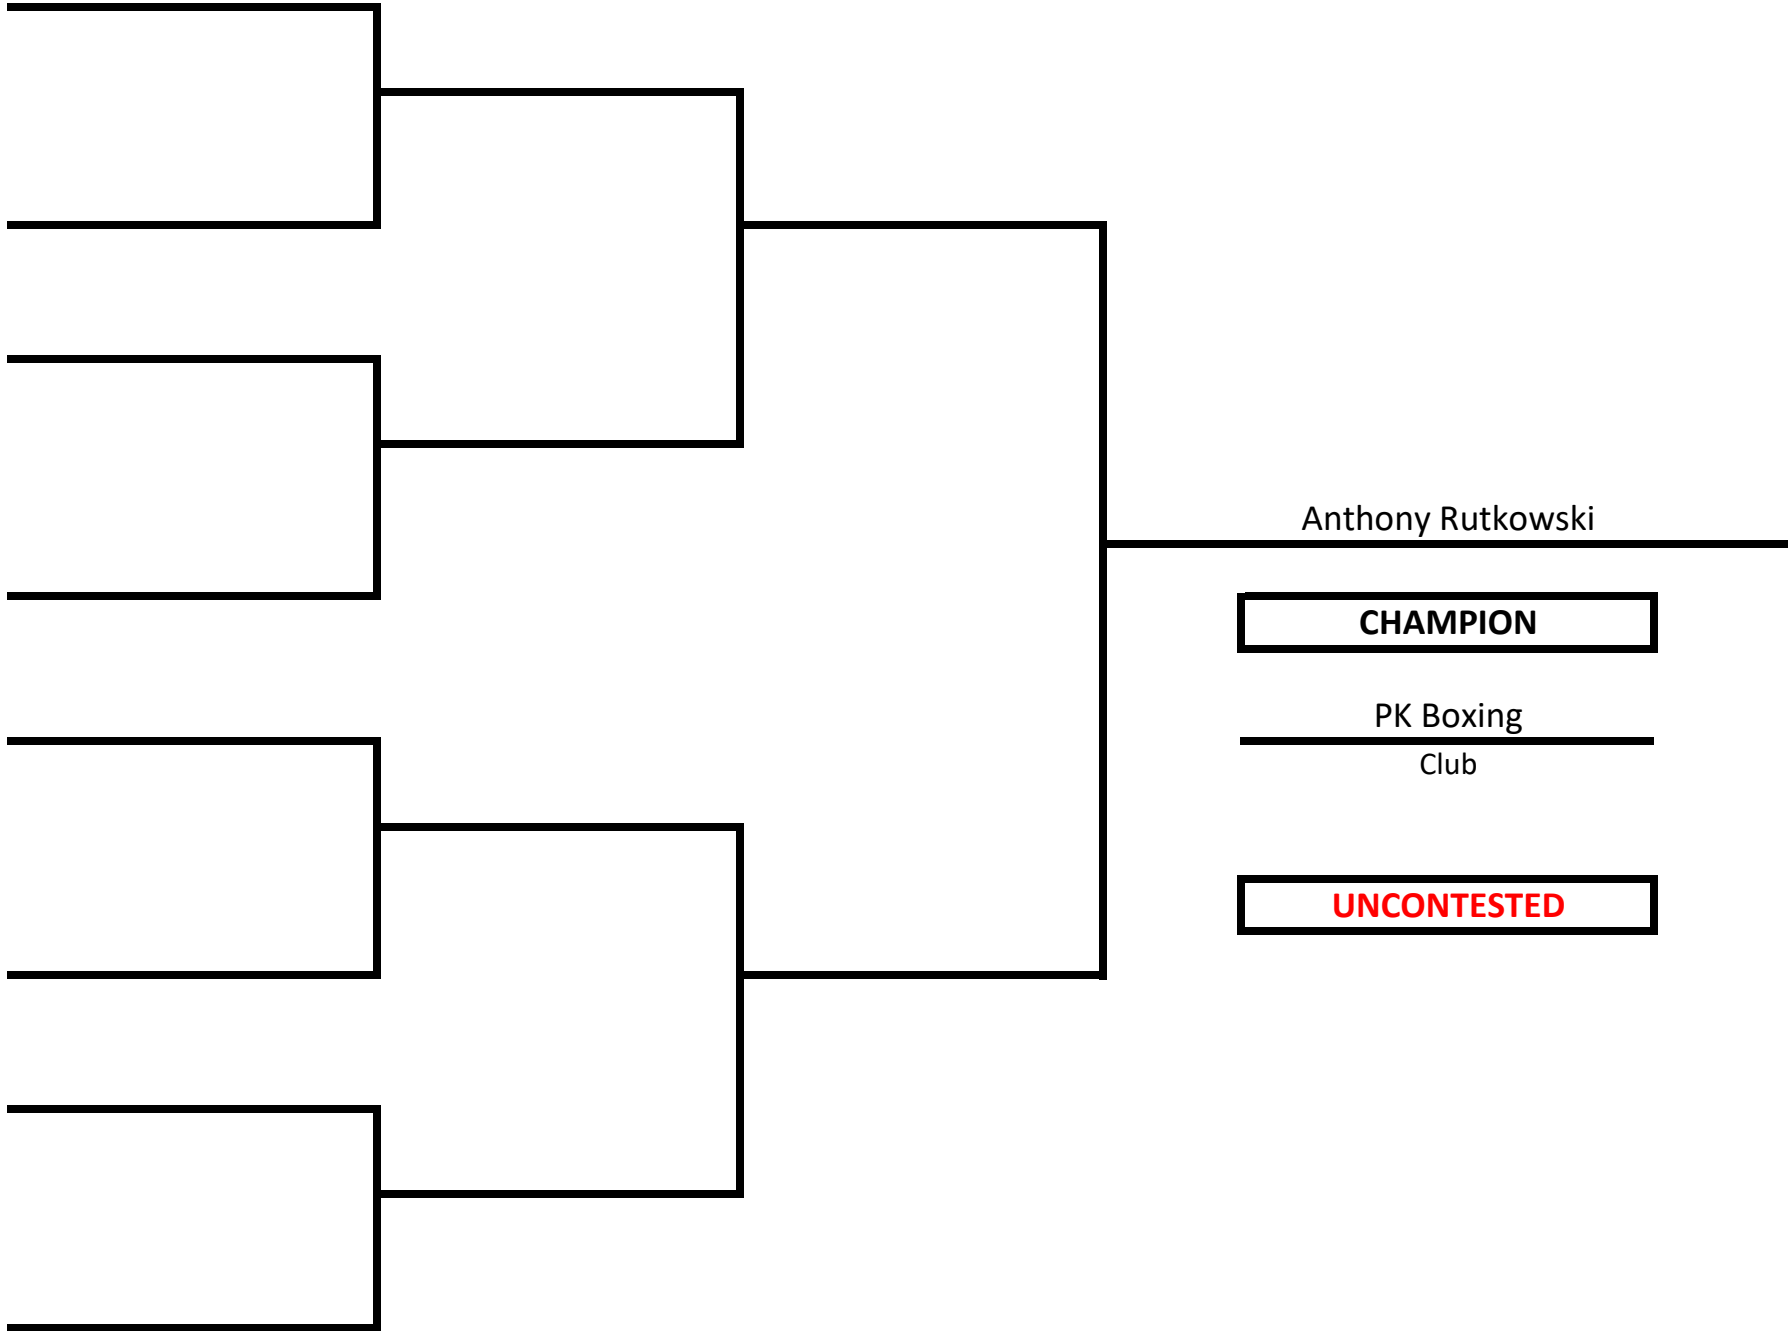 Anthony Rutkowski
CHAMPION
PK Boxing
Club
UNCONTESTED